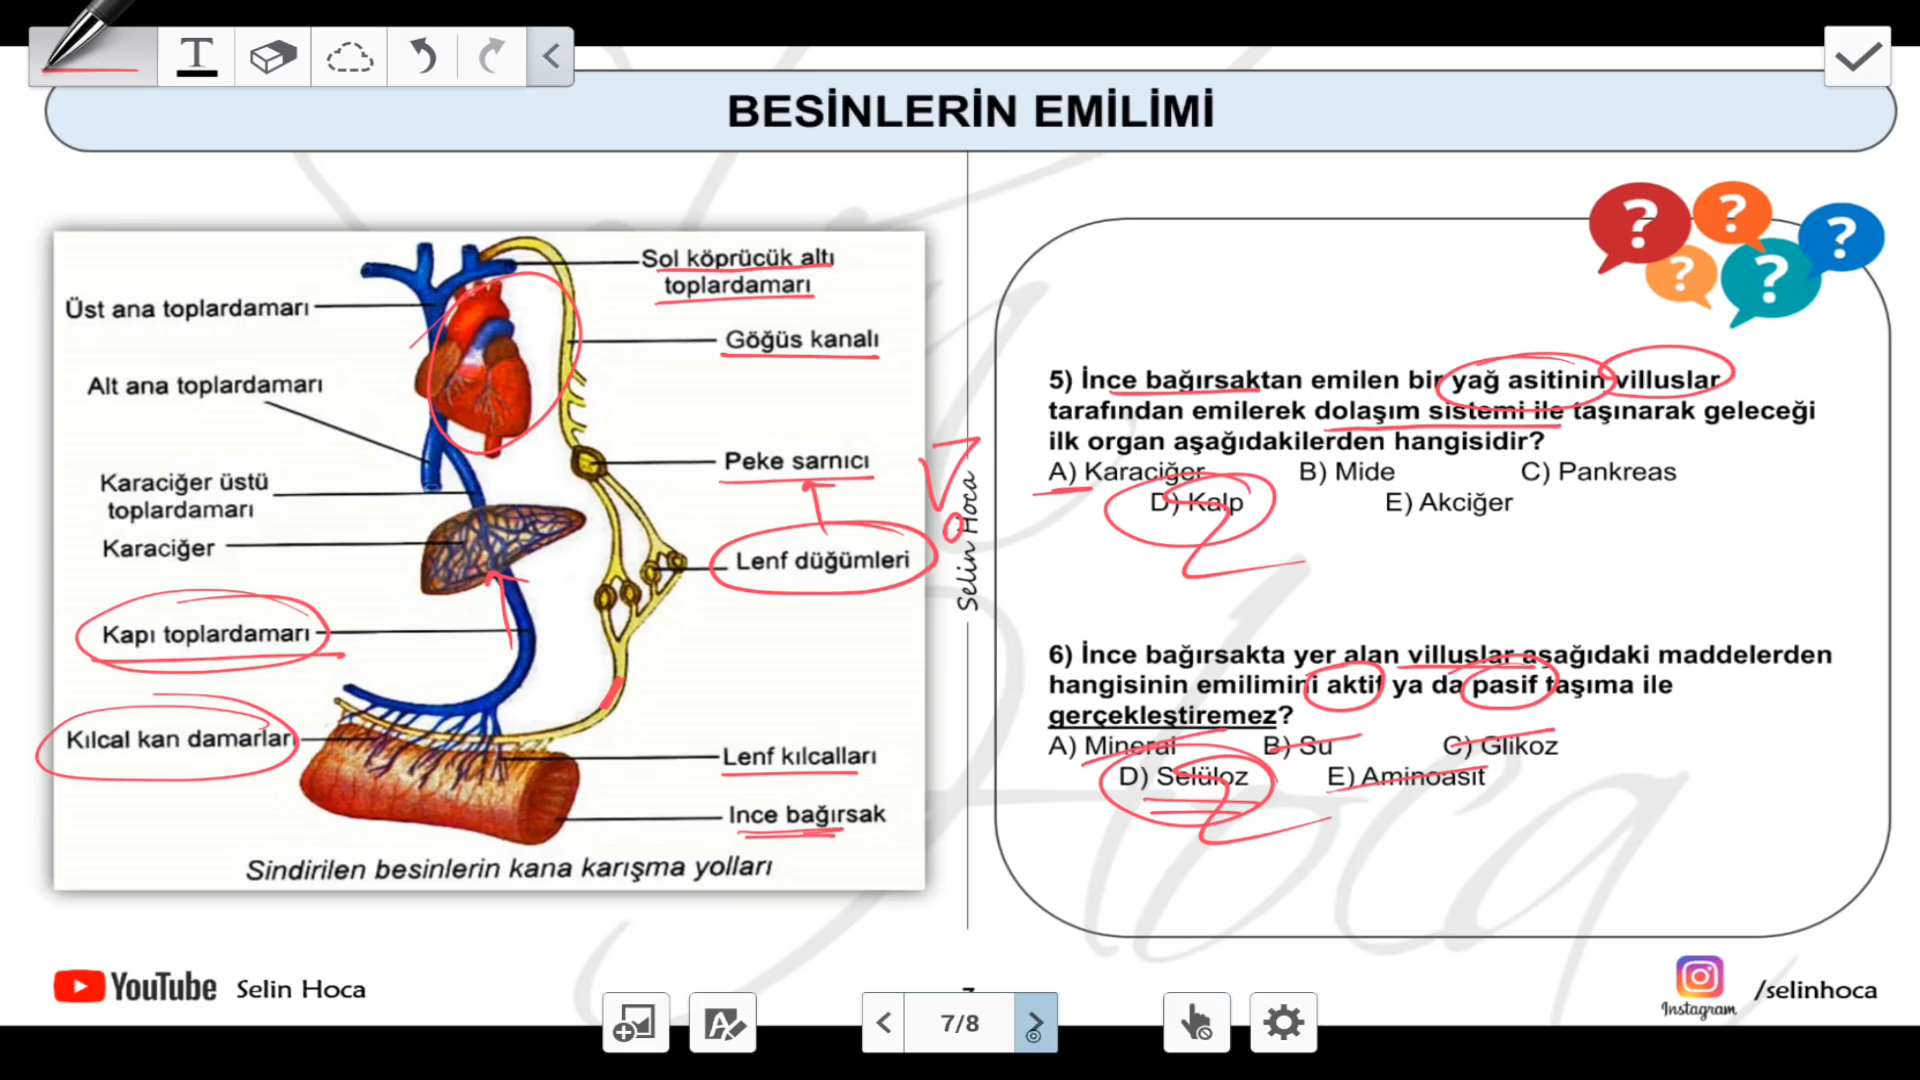 T
BESİNLERİN EMİLİMİ
Sol köprücük altı
toplardamarı
Üst ana toplardamarı
Göğüs kanalı
Alt ana toplardamarı
Peke sarnıcı
Karaciğer üstü
toplardamarı
Karaciğer
Lenf düğümleri
Kapı toplardamarı
Kılcal kan damarları
Lenf kılcalları
Ince bağırsak
Sindirilen besinlerin kana karışma yolları
Selin Hoca
? ? ? ? ?
5) İnce bağırsaktan emilen bir yağ asitinin villuslar
tarafından emilerek dolaşım sistemi ile taşınarak geleceği
ilk organ aşağıdakilerden hangisidir?
A) Karaciğer B) Mide C) Pankreas
D) Kalp E) Akciğer
6) İnce bağırsakta yer alan villuslar aşağıdaki maddelerden
hangisinin emilimini aktif ya da pasif taşıma ile
gerçekleştiremez?
A) Mineral B) Su C) Glikoz
D) Selüloz E) Aminoasit
YouTube Selin Hoca
Instagram /selinhoca
7/8